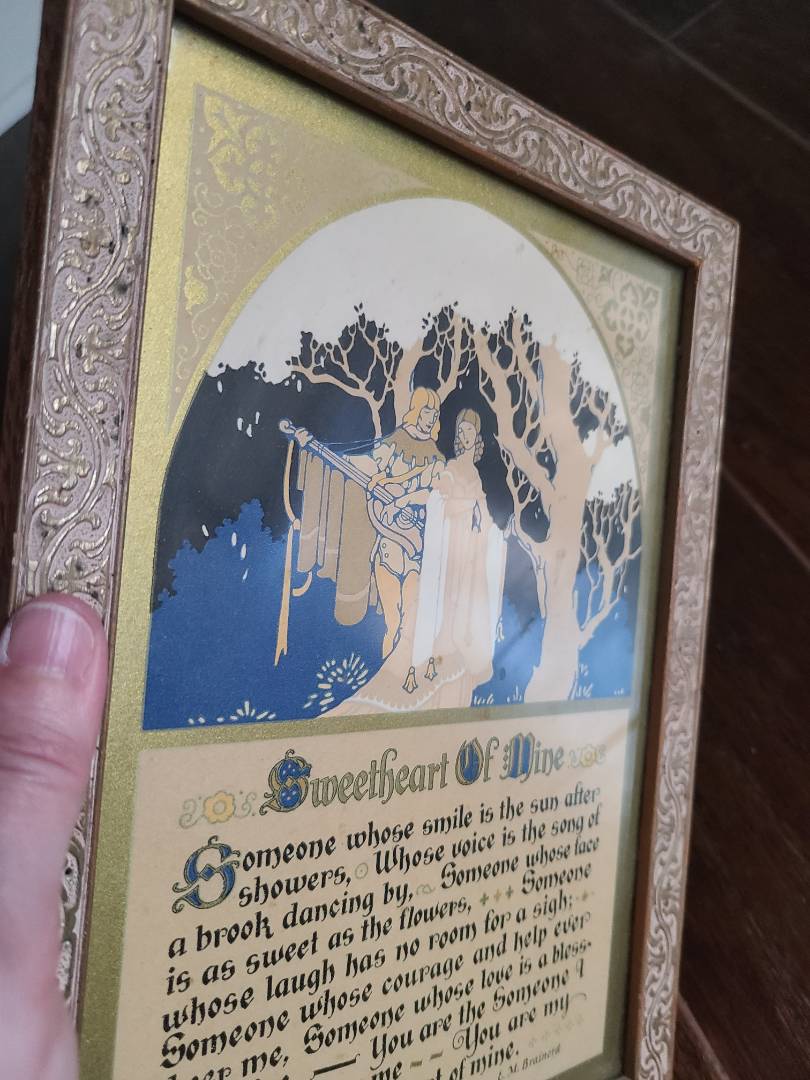 Sweetheart Of Mine
Someone whose smile is the sun after
showers, Whose voice is the song of
a brook dancing by, Someone whose face
is as sweet as the flowers, Someone
whose laugh has no room for a sigh;
Someone whose courage and help ever
me, Someone whose love is a bless-
You are the Someone I
me -- You are my
of mine.
M. Brainerd